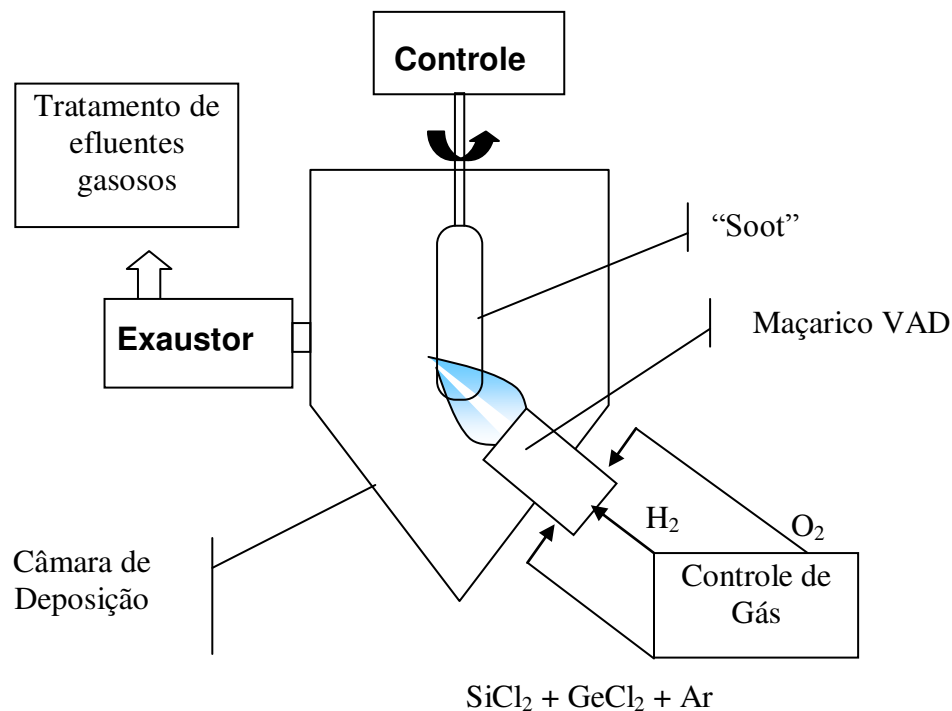 Controle
Tratamento de
efluentes
gasosos
“Soot”
Maçarico VAD
Exaustor
H₂
O₂
Câmara de
Deposição
Controle de
Gás
SiCl₂ + GeCl₂ + Ar